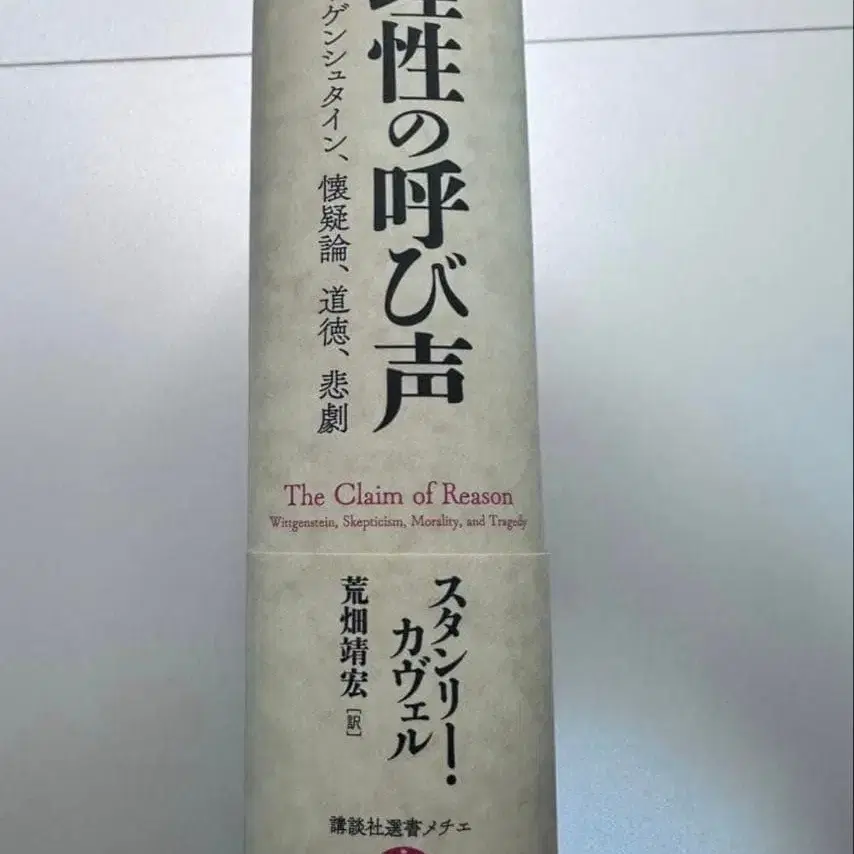 理性の呼び声
ゲンシュタイン、懐疑論、道徳、悲劇
The Claim of Reason
Wittgenstein, Skepticism, Morality, and Tragedy
スタンリー・
カヴェル
荒畑靖宏[訳]
講談社選書メチエ